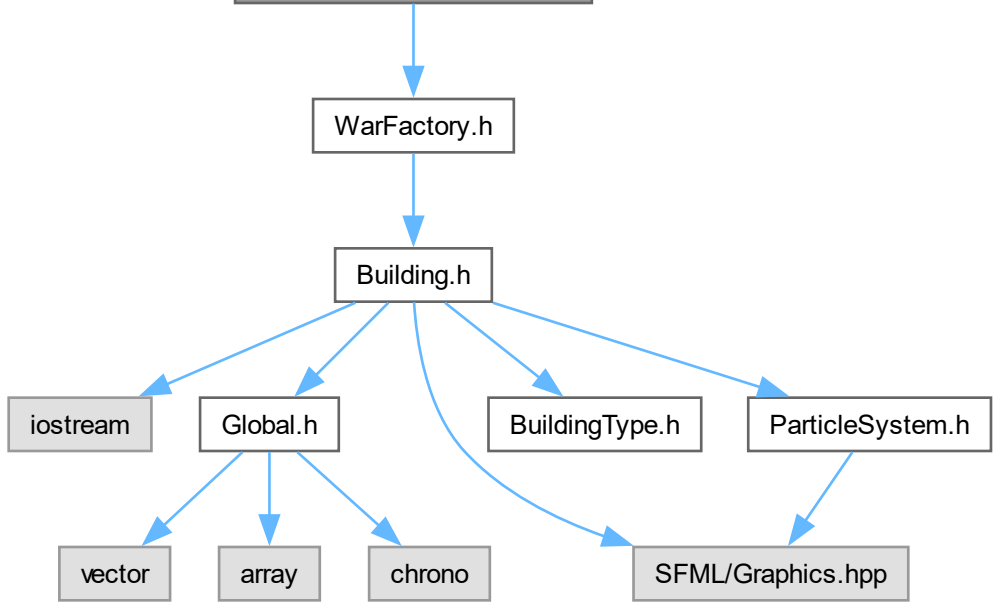 WarFactory.h
Building.h
iostream
Global.h
BuildingType.h
ParticleSystem.h
vector
array
chrono
SFML/Graphics.hpp